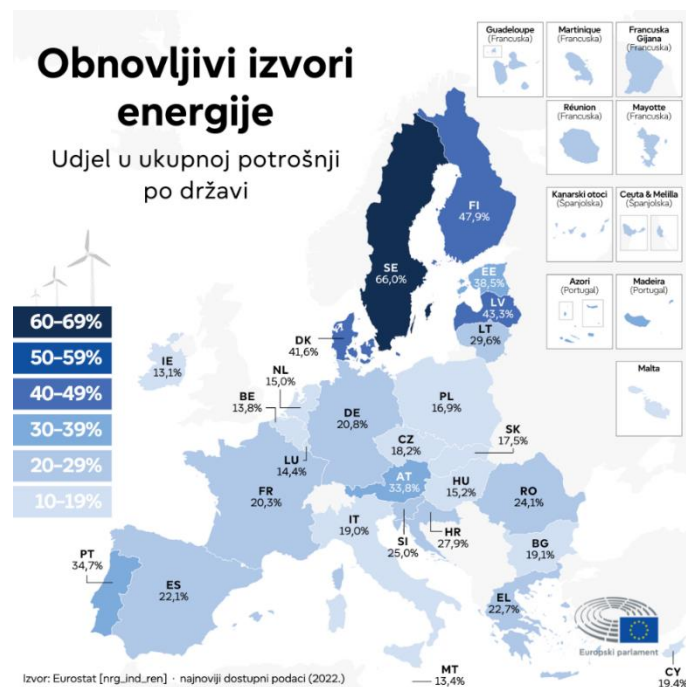 Obnovljivi izvori
energije
Udjel u ukupnoj potrošnji
po državi
Guadeloupe
(Francuska)
Martinique
(Francuska)
Francuska
Gijana
(Francuska)
Réunion
(Francuska)
Mayotte
(Francuska)
Kanarski otoci
(Španjolska)
Ceuta & Melilla
(Španjolska)
Azori
(Portugal)
Madeira
(Portugal)
Malta
60–69%
50–59%
40–49%
30–39%
20–29%
10–19%
FI
47,9%
SE
66,0%
EE
38,5%
LV
43,3%
LT
29,6%
DK
41,6%
IE
13,1%
NL
15,0%
BE
13,8%
PL
16,9%
DE
20,8%
SK
17,5%
CZ
18,2%
LU
14,4%
AT
33,8%
HU
15,2%
FR
20,3%
RO
24,1%
IT
19,0%
SI
25,0%
HR
27,9%
BG
19,1%
PT
34,7%
ES
22,1%
EL
22,7%
MT
13,4%
CY
19,4%
Europski parlament
Izvor: Eurostat [nrg_ind_ren] · najnoviji dostupni podaci (2022.)